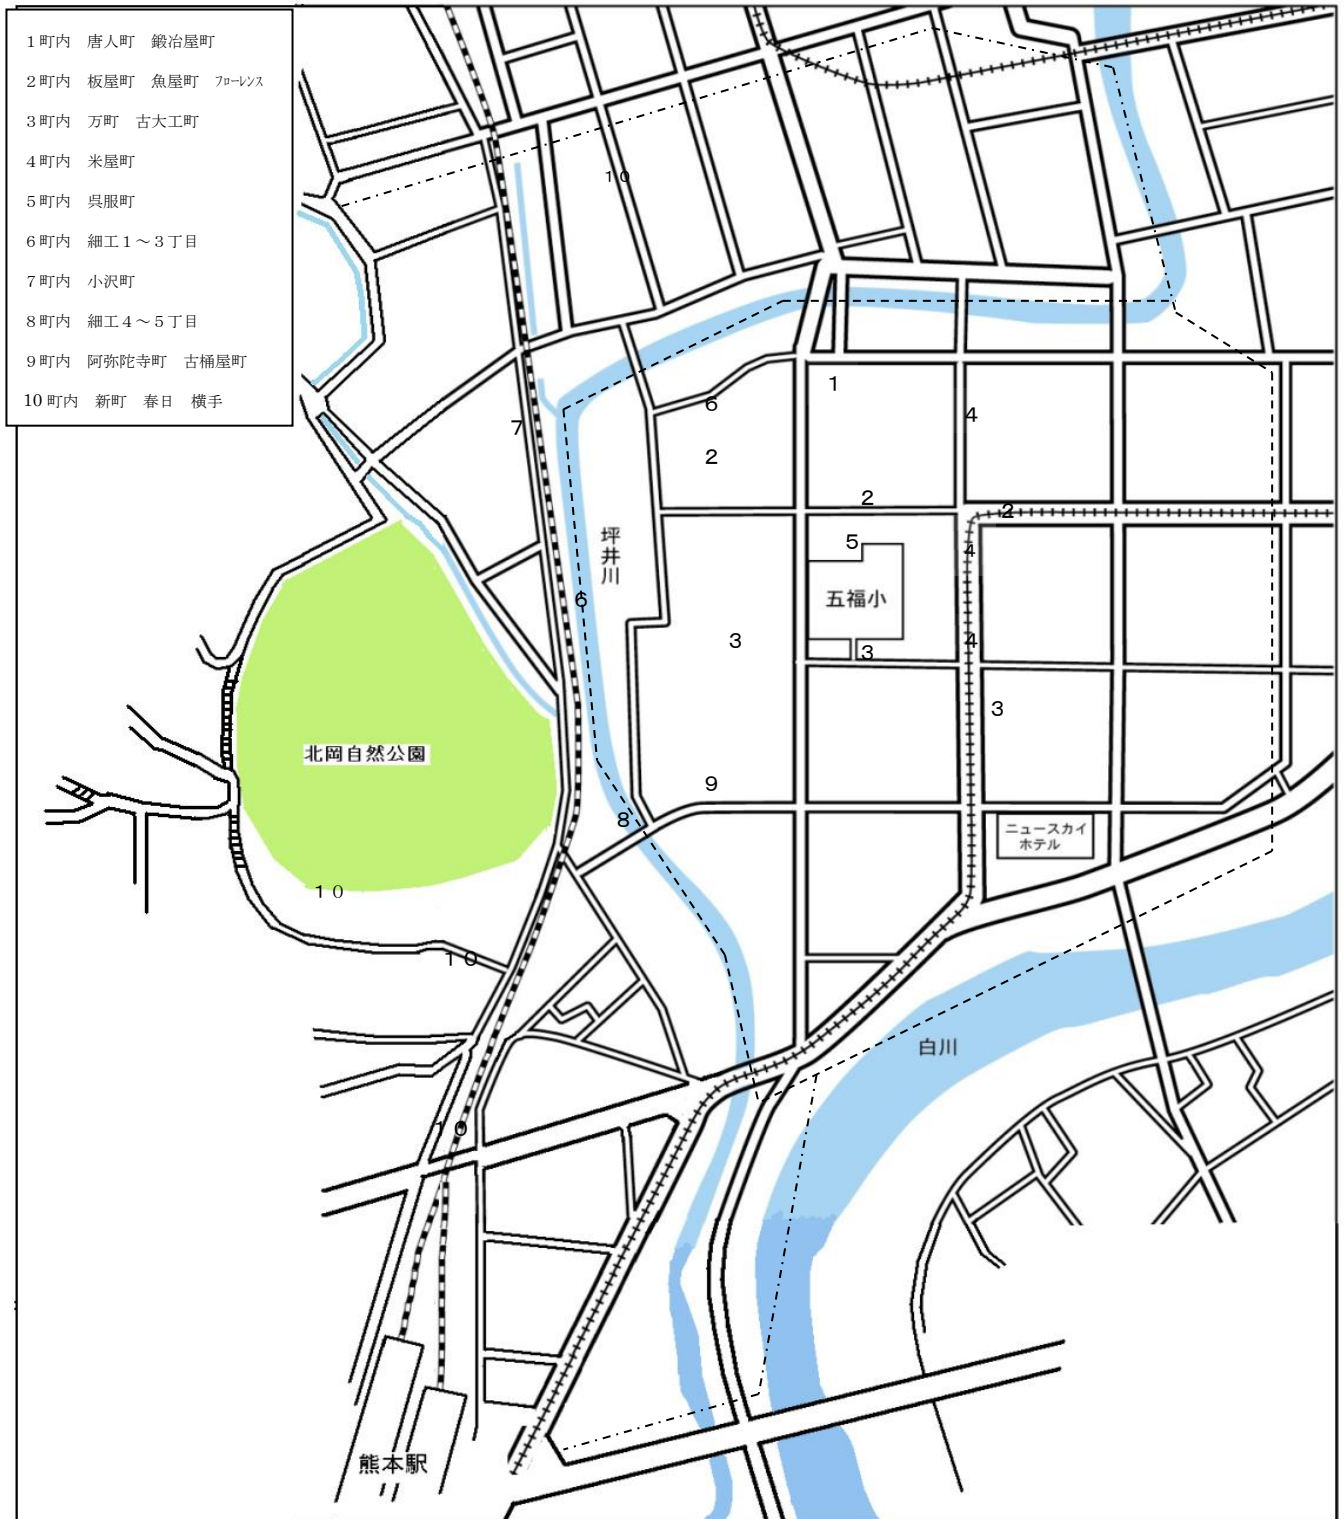 1町内　唐人町　鍛冶屋町
2町内　板屋町　魚屋町　フローレンス
3町内　万町　古大工町
4町内　米屋町
5町内　呉服町
6町内　細工1～3丁目
7町内　小沢町
8町内　細工4～5丁目
9町内　阿弥陀寺町　古桶屋町
10町内　新町　春日　横手
10
1
6
4
7
2
2
2
坪井川
5
4
五福小
6
3
3
4
3
北岡自然公園
9
8
ニュースカイ
ホテル
10
10
白川
10
熊本駅